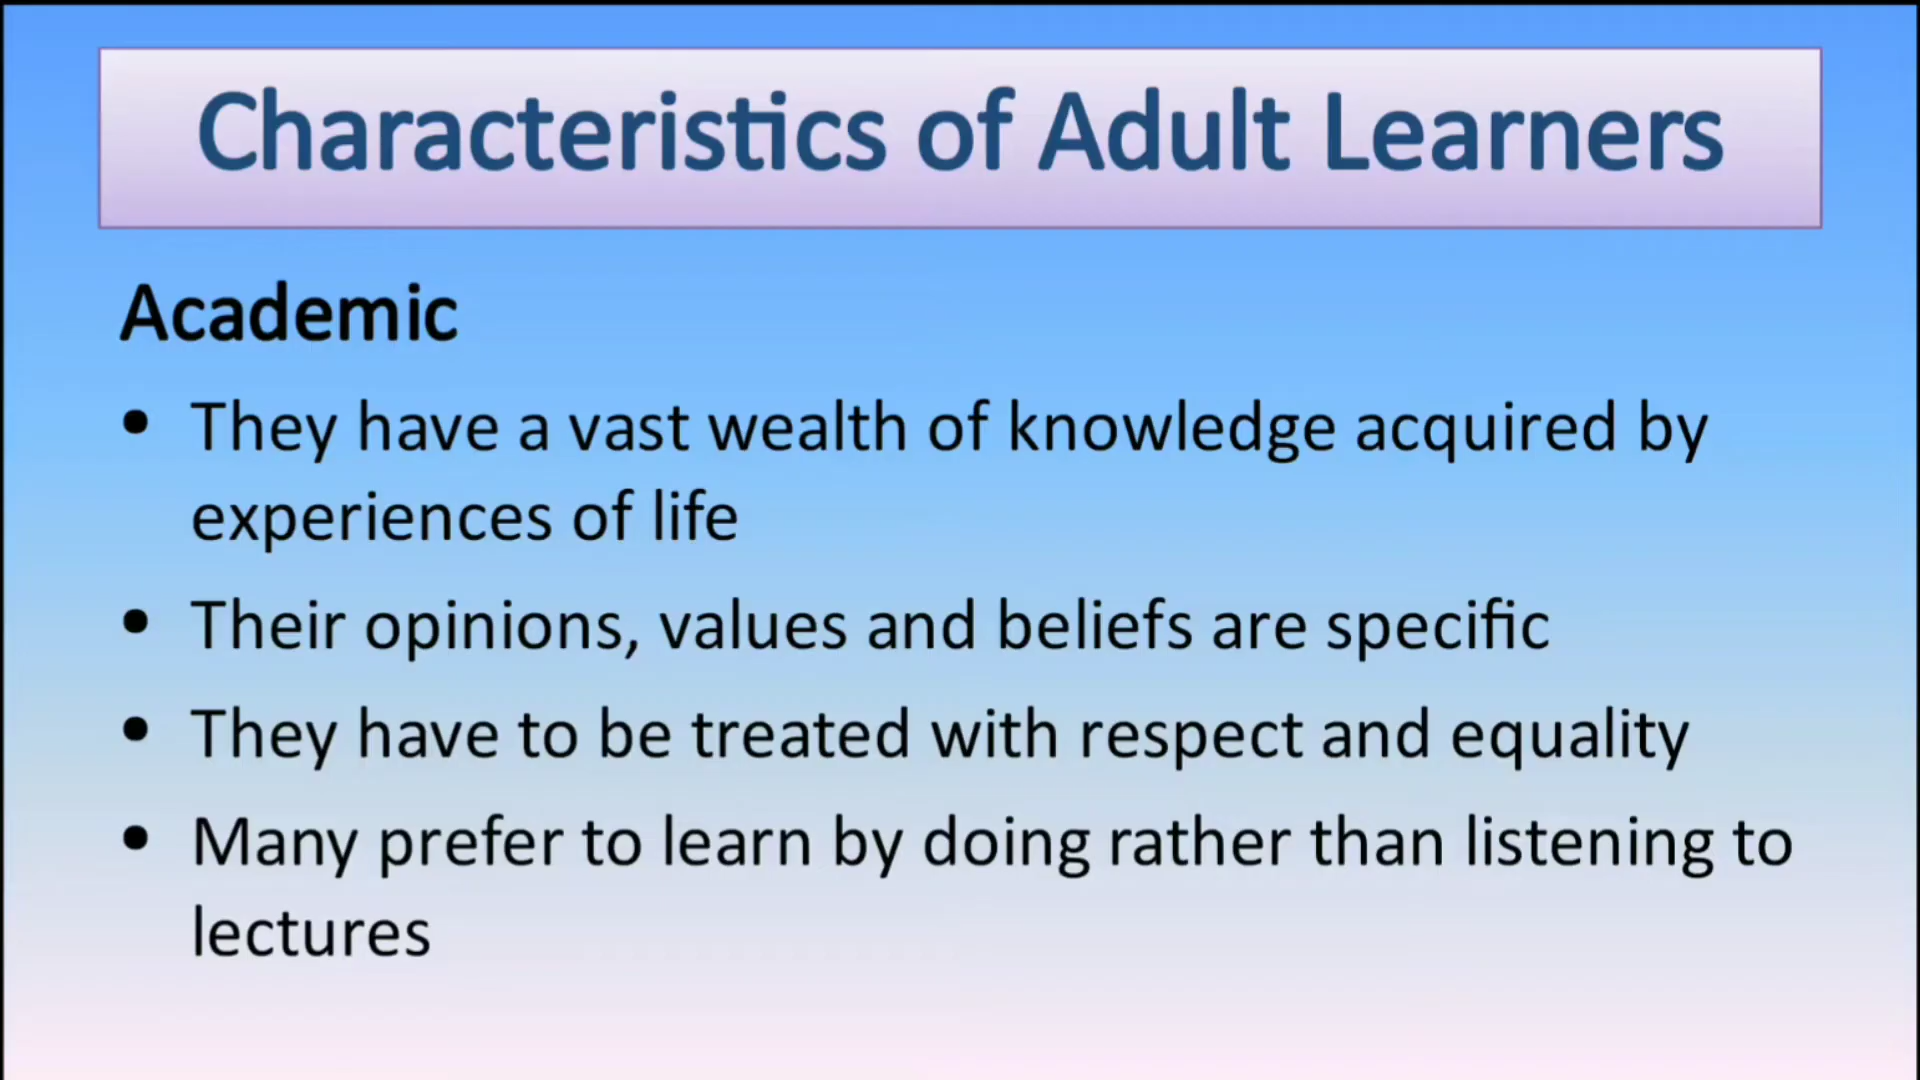 Characteristics of Adult Learners
Academic
• They have a vast wealth of knowledge acquired by
experiences of life
• Their opinions, values and beliefs are specific
• They have to be treated with respect and equality
• Many prefer to learn by doing rather than listening to
lectures